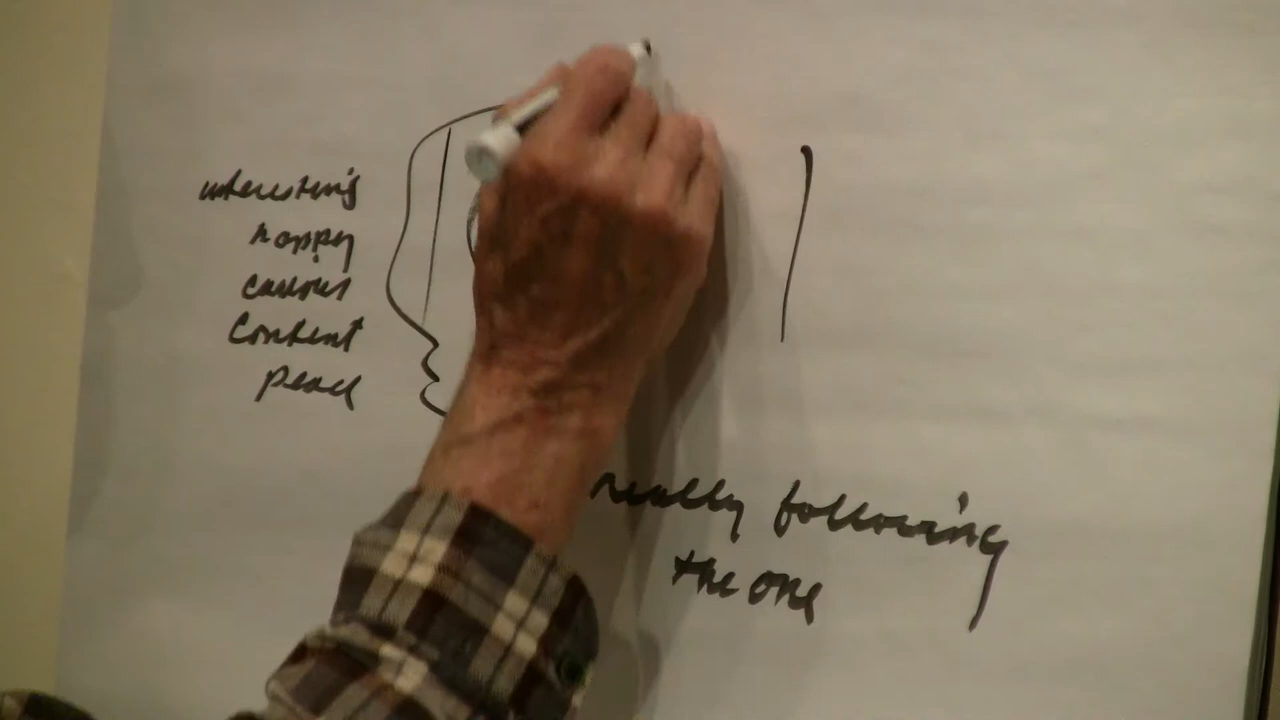 interesting
happy
curious
content
peace
really following
the one